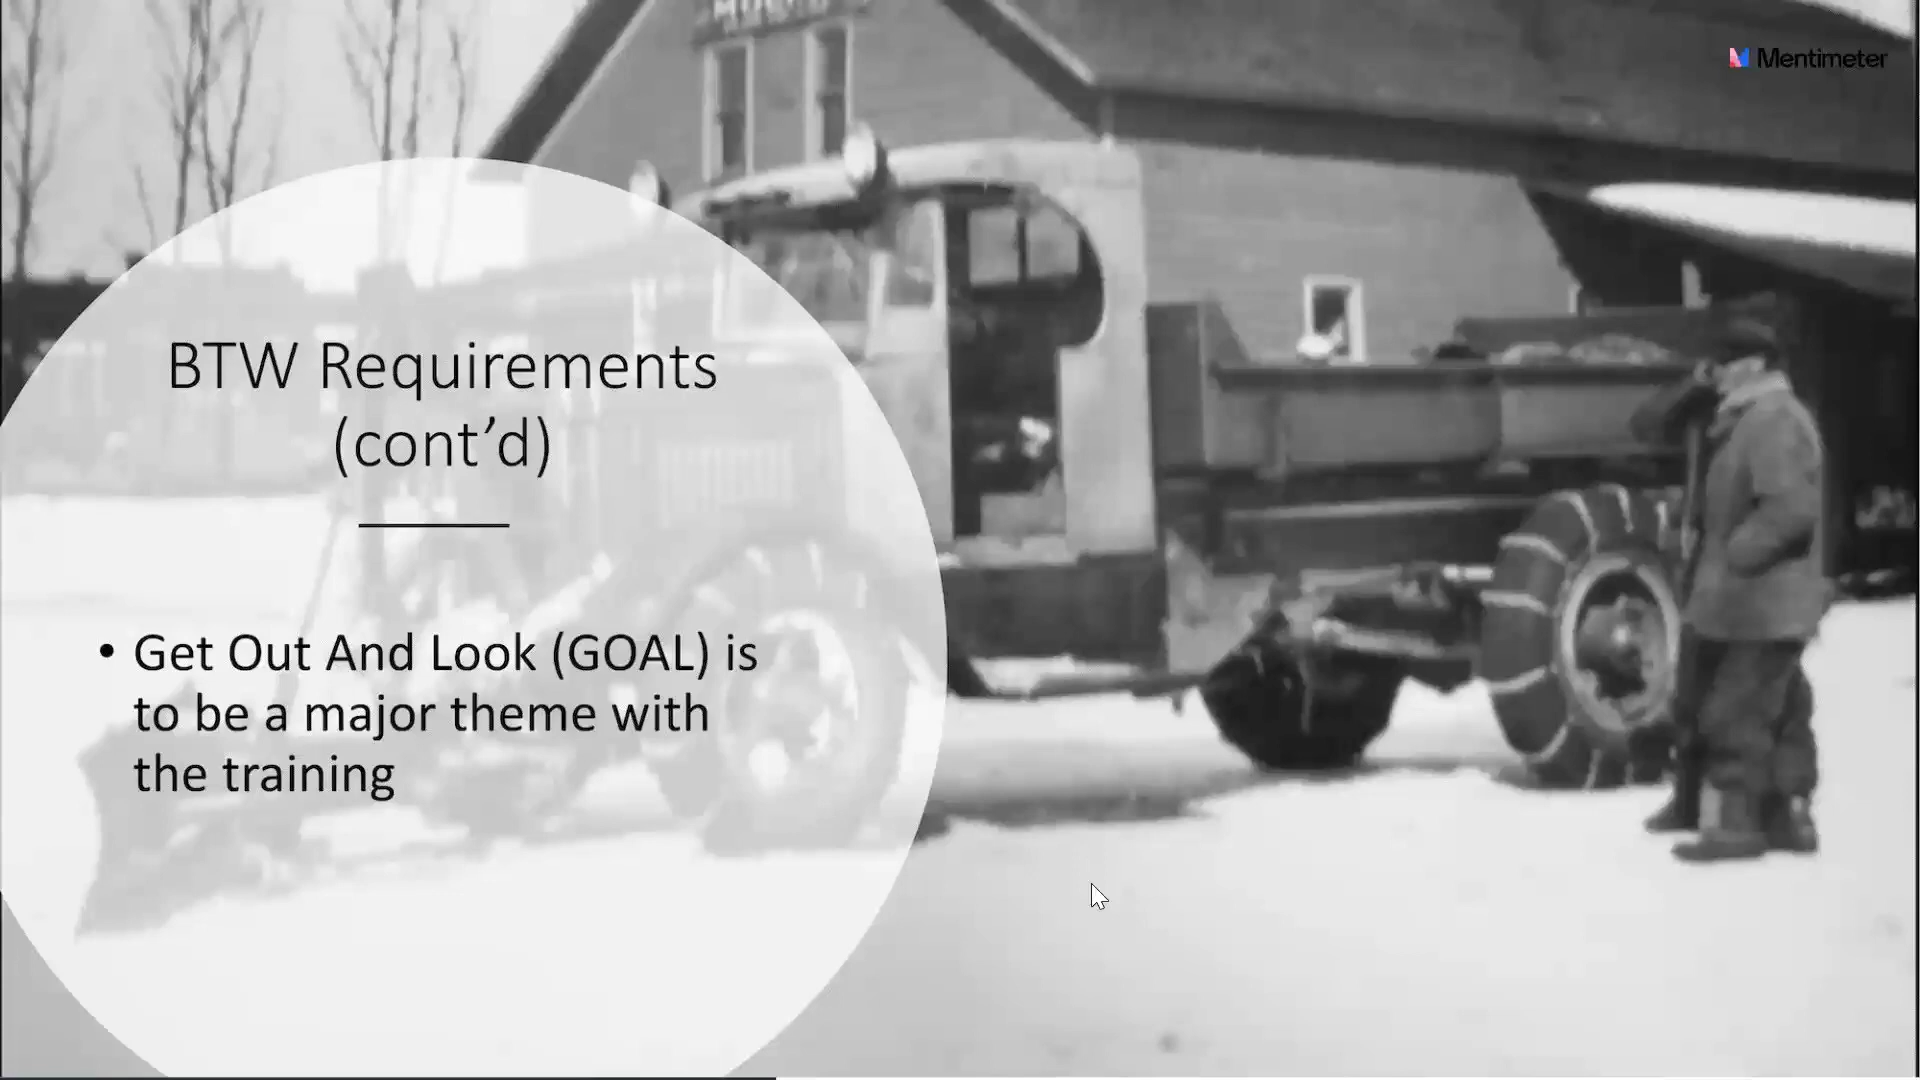 Mentimeter
BTW Requirements
(cont’d)
• Get Out And Look (GOAL) is
to be a major theme with
the training